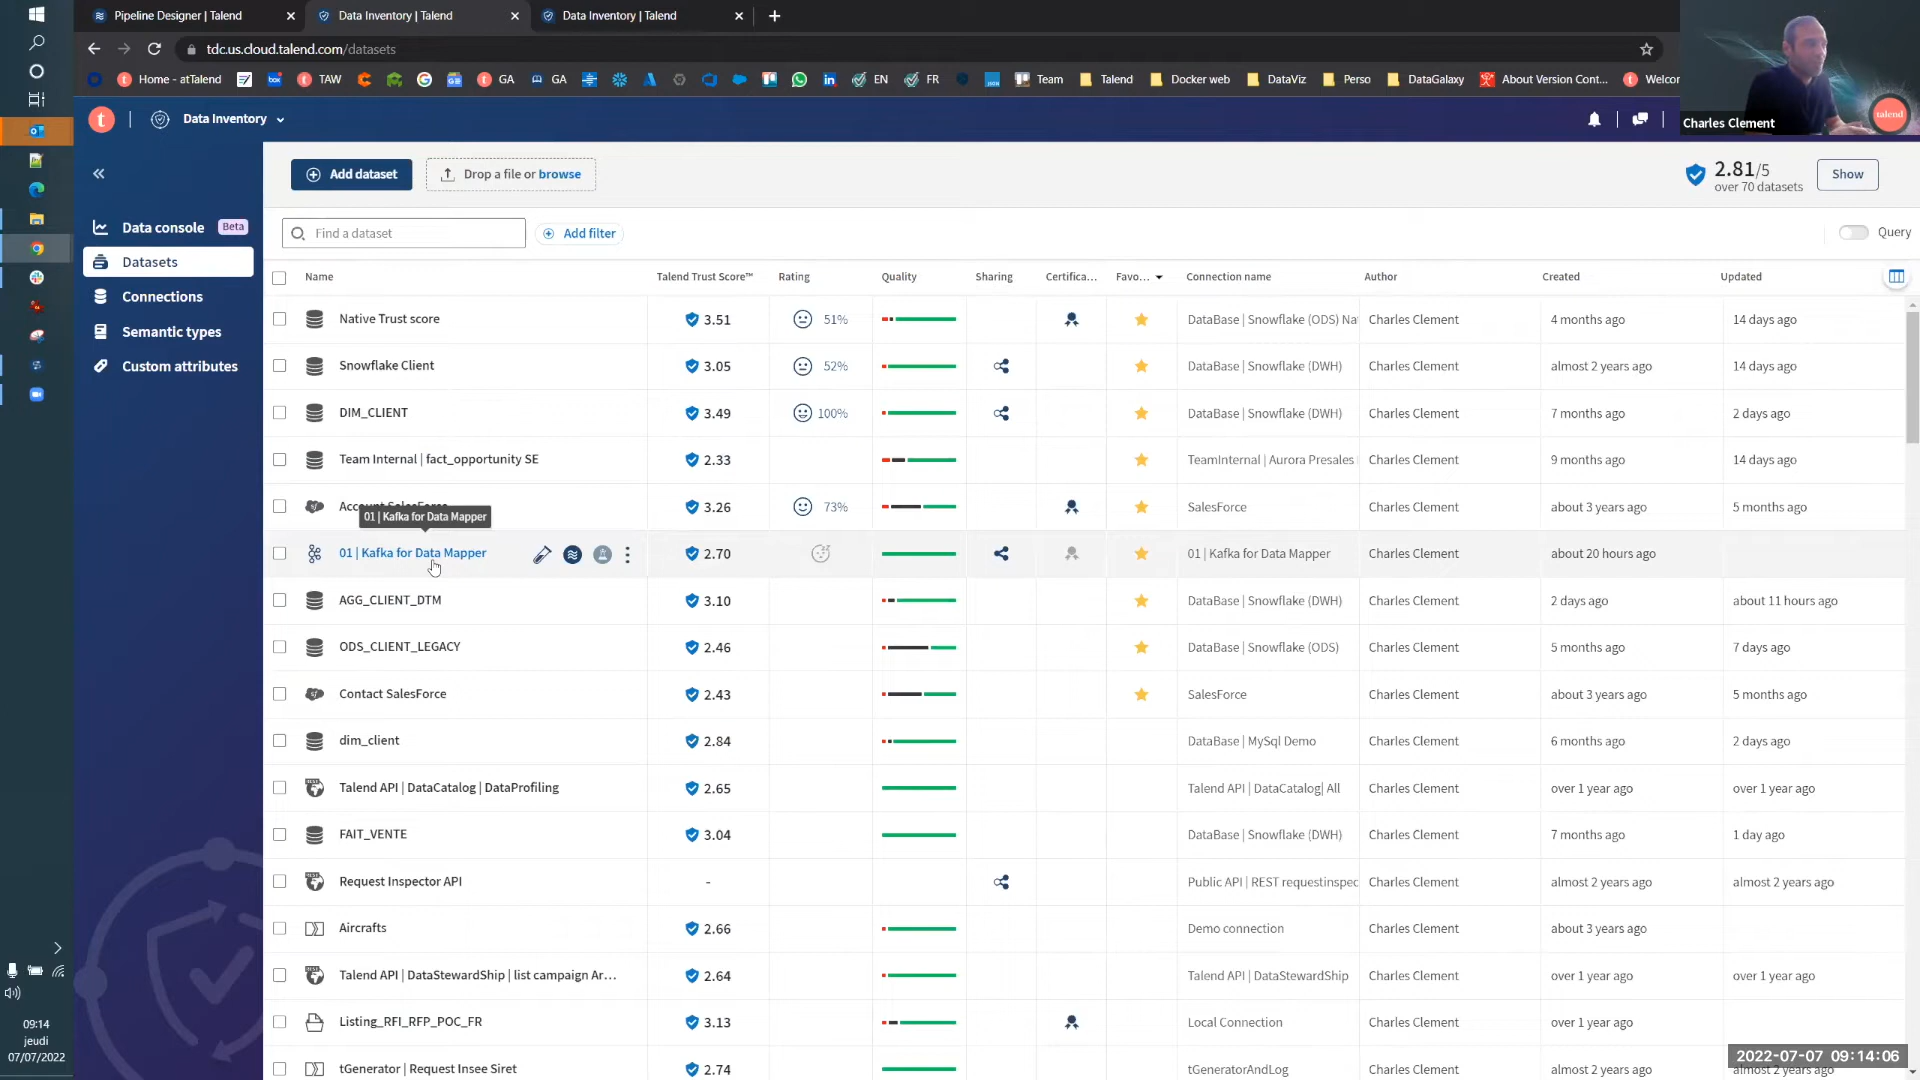 Pipeline Designer | Talend
Data Inventory | Talend
Data Inventory | Talend
tdc.us.cloud.talend.com/datasets
Home - atTalend
TAW
GA
GA
EN
FR
Team
Talend
Docker web
DataViz
Perso
DataGalaxy
About Version Cont...
Welcor
Charles Clement
talend
t
Data Inventory
Add dataset
Drop a file or browse
2.81/5
over 70 datasets
Show
Data console Beta
Datasets
Connections
Semantic types
Custom attributes
Find a dataset
Add filter
Query
Name Talend Trust Score™ Rating Quality Sharing Certifica... Favo... Connection name Author Created Updated
Native Trust score 3.51 51% DataBase | Snowflake (ODS) Na Charles Clement 4 months ago 14 days ago
Snowflake Client 3.05 52% DataBase | Snowflake (DWH) Charles Clement almost 2 years ago 14 days ago
DIM_CLIENT 3.49 100% DataBase | Snowflake (DWH) Charles Clement 7 months ago 2 days ago
Team Internal | fact_opportunity SE 2.33 TeamInternal | Aurora Presales Charles Clement 9 months ago 14 days ago
Account SalesForce 3.26 73% SalesForce Charles Clement about 3 years ago 5 months ago
01 | Kafka for Data Mapper
01 | Kafka for Data Mapper 2.70 01 | Kafka for Data Mapper Charles Clement about 20 hours ago
AGG_CLIENT_DTM 3.10 DataBase | Snowflake (DWH) Charles Clement 2 days ago about 11 hours ago
ODS_CLIENT_LEGACY 2.46 DataBase | Snowflake (ODS) Charles Clement 5 months ago 7 days ago
Contact SalesForce 2.43 SalesForce Charles Clement about 3 years ago 5 months ago
dim_client 2.84 DataBase | MySql Demo Charles Clement 6 months ago 2 days ago
Talend API | DataCatalog | DataProfiling 2.65 Talend API | DataCatalog| All Charles Clement over 1 year ago over 1 year ago
FAIT_VENTE 3.04 DataBase | Snowflake (DWH) Charles Clement 7 months ago 1 day ago
Request Inspector API - Public API | REST requestinspec Charles Clement almost 2 years ago almost 2 years ago
Aircrafts 2.66 Demo connection Charles Clement about 3 years ago
Talend API | DataStewardShip | list campaign Ar... 2.64 Talend API | DataStewardShip Charles Clement over 1 year ago over 1 year ago
Listing_RFI_RFP_POC_FR 3.13 Local Connection Charles Clement over 1 year ago
tGenerator | Request Insee Siret 2.74 tGeneratorAndLog Charles Clement almost 2 years ago almost 2 years ago
09:14
jeudi
07/07/2022
2022-07-07 09:14:06